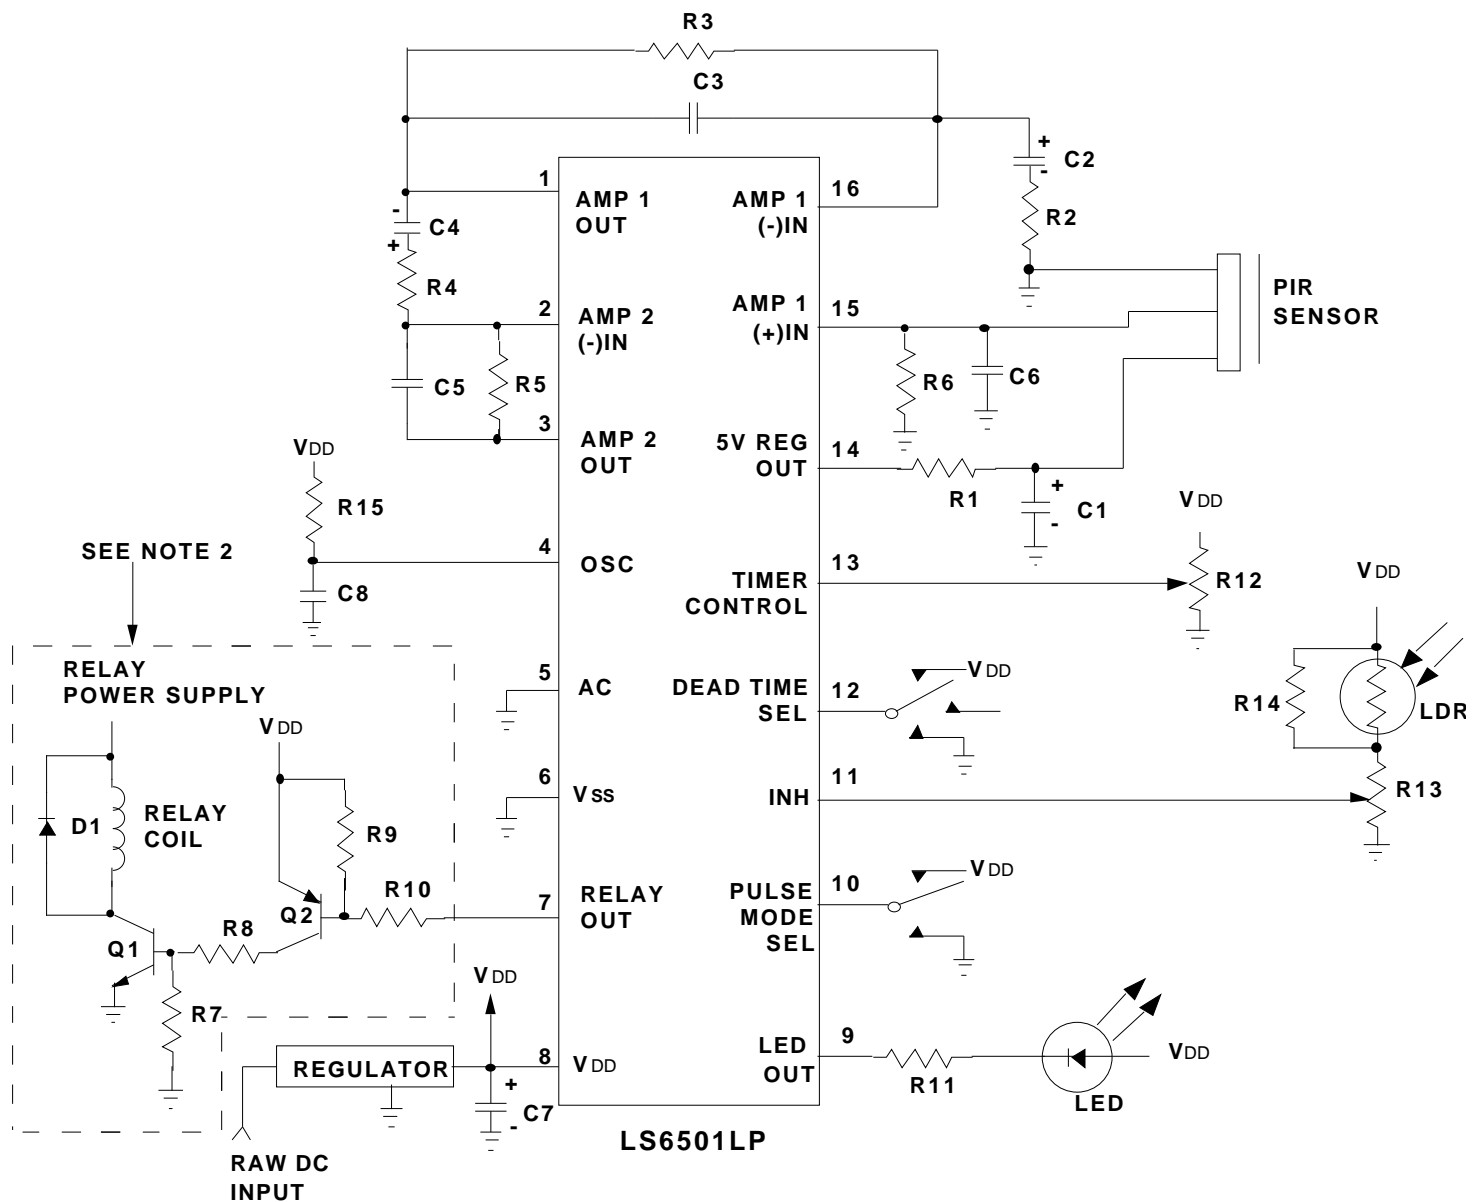 R3
C3
+
C2
-
R2
1
AMP 1
OUT
AMP 1
(-)IN
16
-
C4
+
R4
PIR
SENSOR
2
AMP 2
(-)IN
AMP 1
(+)IN
15
C5
R5
R6
C6
3
AMP 2
OUT
5V REG
OUT
14
R1
+
C1
-
VDD
R15
VDD
SEE NOTE 2
4
OSC
C8
TIMER
CONTROL
13
R12
VDD
RELAY
POWER SUPPLY
5
AC
DEAD TIME
SEL
12
VDD
R14
LDR
VDD
6
VSS
INH
11
R13
D1
RELAY
COIL
R9
R10
7
RELAY
OUT
PULSE
MODE
SEL
10
VDD
Q2
R8
Q1
R7
VDD
REGULATOR
8
VDD
LED
OUT
9
R11
VDD
LED
+
C7
-
LS6501LP
RAW DC
INPUT